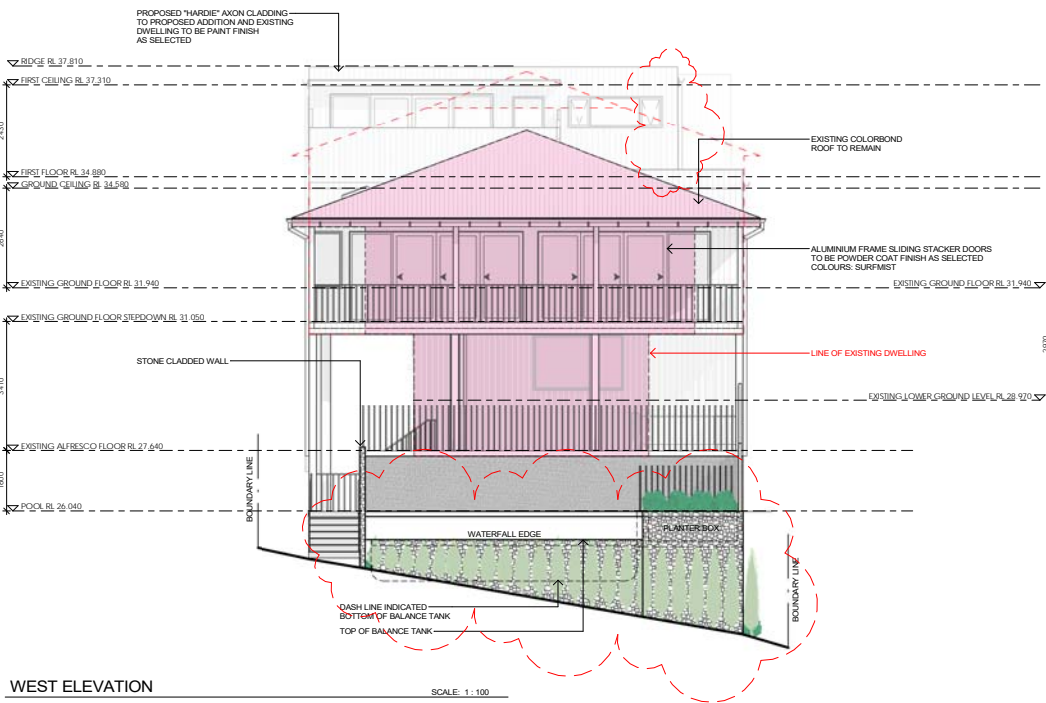 PROPOSED "HARDIE" AXON CLADDING
TO PROPOSED ADDITION AND EXISTING
DWELLING TO BE PAINT FINISH
AS SELECTED
RIDGE RL 37.810
FIRST CEILING RL 37.310
2430
EXISTING COLORBOND
ROOF TO REMAIN
FIRST FLOOR RL 34.880
GROUND CEILING RL 34.580
2640
ALUMINIUM FRAME SLIDING STACKER DOORS
TO BE POWDER COAT FINISH AS SELECTED
COLOURS: SURFMIST
EXISTING GROUND FLOOR RL 31.940
EXISTING GROUND FLOOR RL 31.940
EXISTING GROUND FLOOR STEPDOWN RL 31.050
2970
STONE CLADDED WALL
LINE OF EXISTING DWELLING
3410
EXISTING LOWER GROUND LEVEL RL 28.970
EXISTING ALFRESCO FLOOR RL 27.640
1600
BOUNDARY LINE
POOL RL 26.040
WATERFALL EDGE
PLANTER BOX
BOUNDARY LINE
DASH LINE INDICATED
BOTTOM OF BALANCE TANK
TOP OF BALANCE TANK
WEST ELEVATION
SCALE: 1 : 100